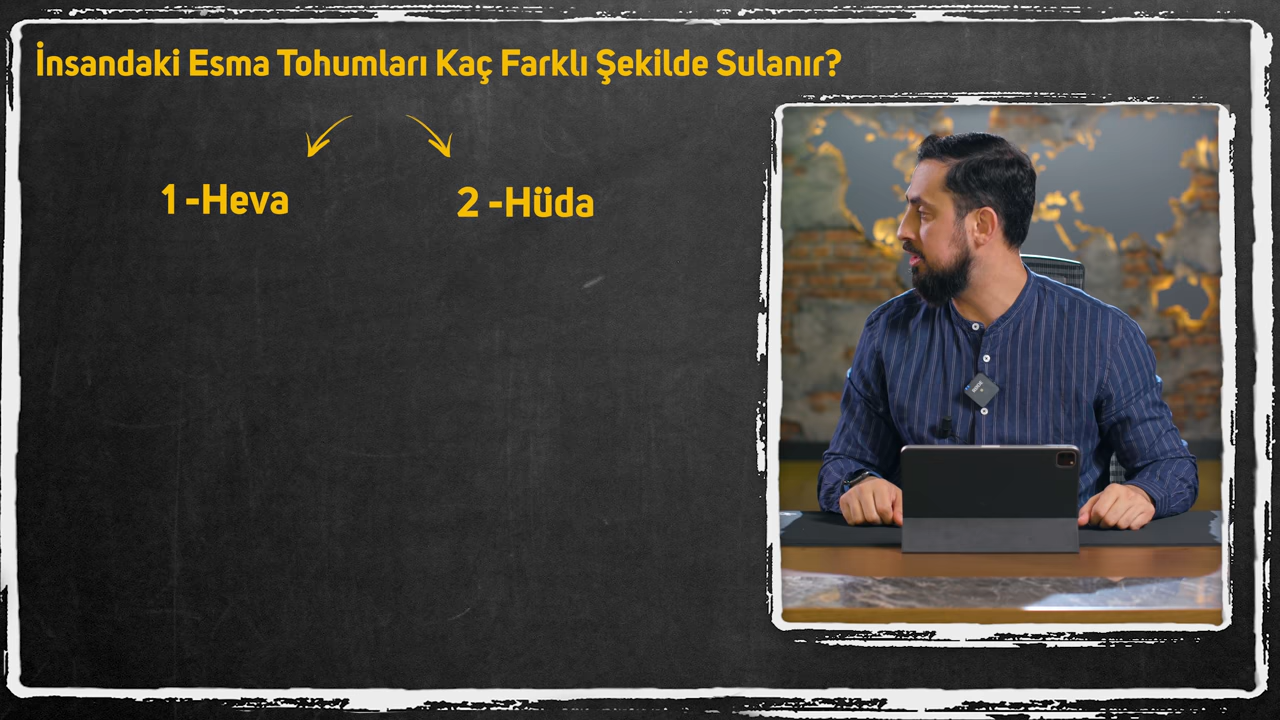 İnsandaki Esma Tohumları Kaç Farklı Şekilde Sulanır?
1 -Heva
2 -Hüda